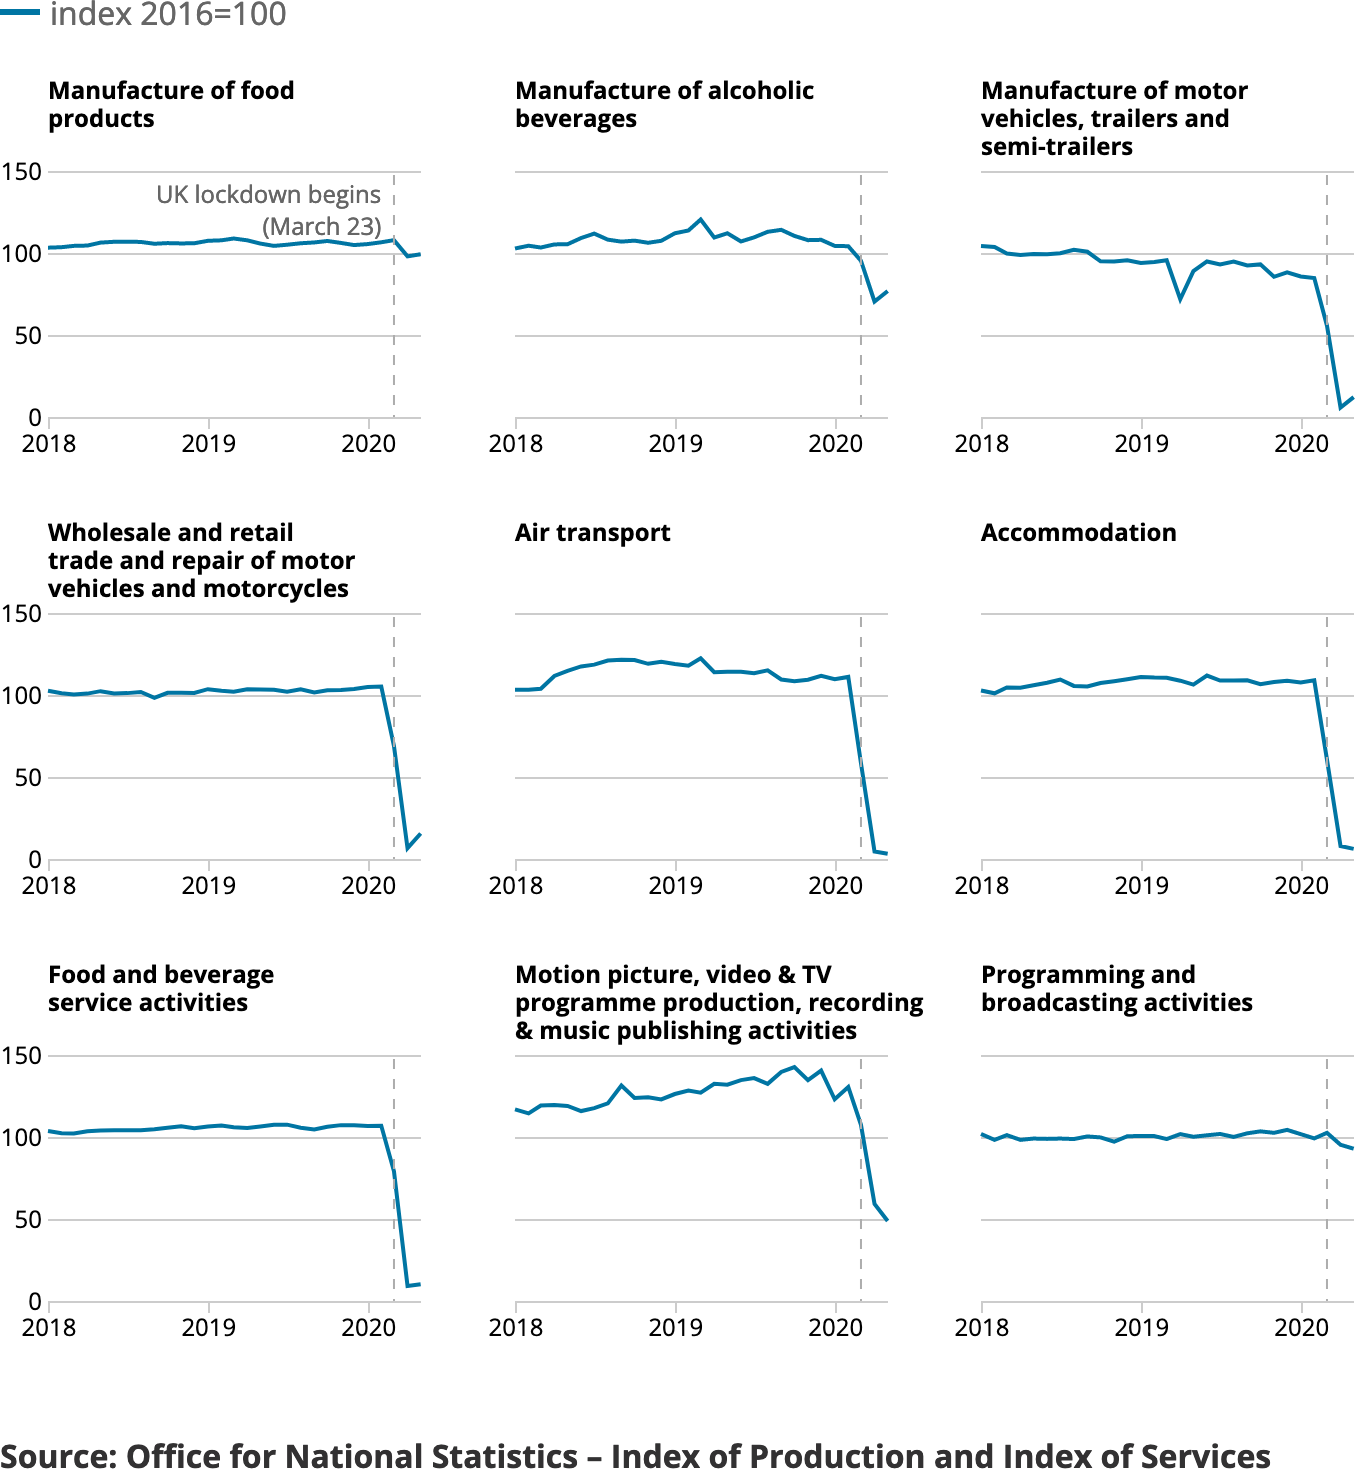 index 2016=100
Manufacture of food
products
Manufacture of alcoholic
beverages
Manufacture of motor
vehicles, trailers and
semi-trailers
150
UK lockdown begins
(March 23)
100
50
0
2018
2019
2020
2018
2019
2020
2018
2019
2020
Wholesale and retail
trade and repair of motor
vehicles and motorcycles
Air transport
Accommodation
150
100
50
0
2018
2019
2020
2018
2019
2020
2018
2019
2020
Food and beverage
service activities
Motion picture, video & TV
programme production, recording
& music publishing activities
Programming and
broadcasting activities
150
100
50
0
2018
2019
2020
2018
2019
2020
2018
2019
2020
Source: Office for National Statistics – Index of Production and Index of Services